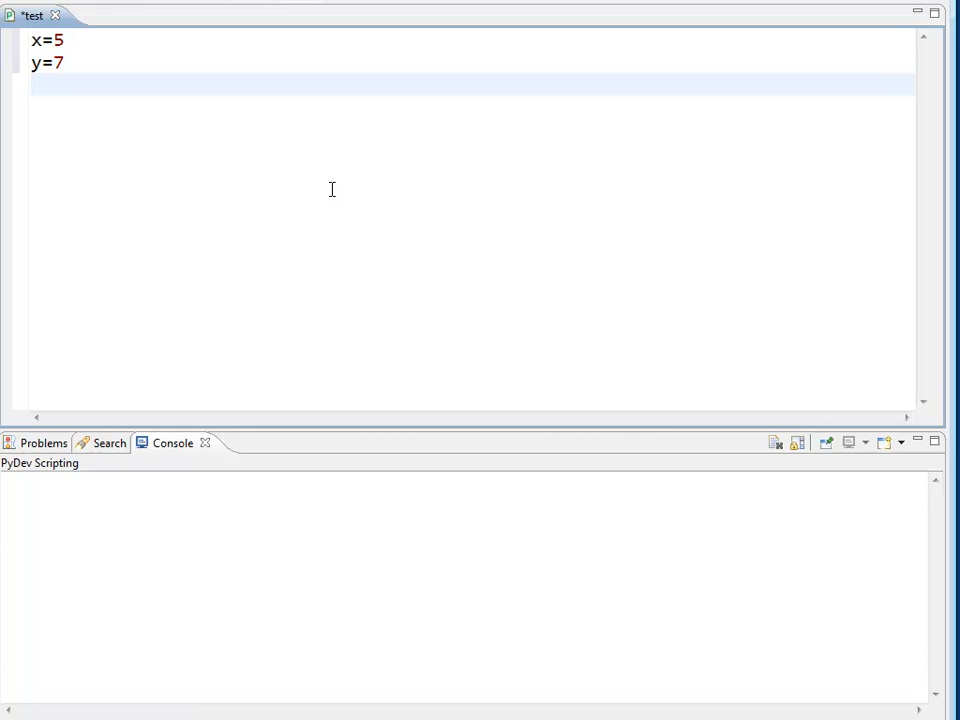 *test
x=5
y=7
Problems Search Console
PyDev Scripting